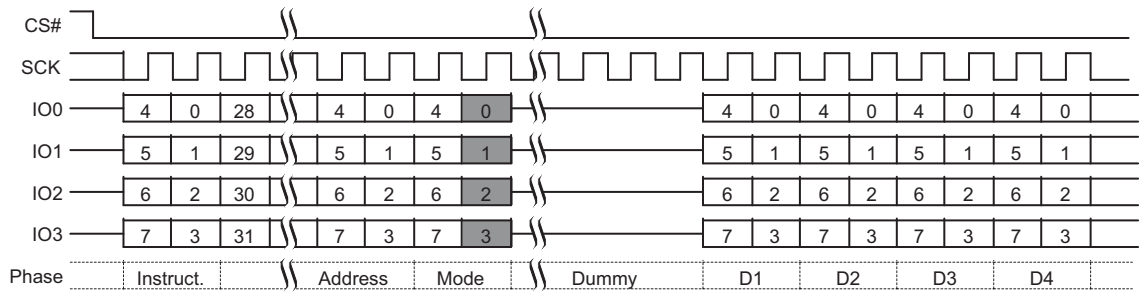 CS#
SCK
IO0 4 0 28 4 0 4 0 4 0 4 0 4 0 4 0
IO1 5 1 29 5 1 5 1 5 1 5 1 5 1 5 1
IO2 6 2 30 6 2 6 2 6 2 6 2 6 2 6 2
IO3 7 3 31 7 3 7 3 7 3 7 3 7 3 7 3
Phase Instruct. Address Mode Dummy D1 D2 D3 D4